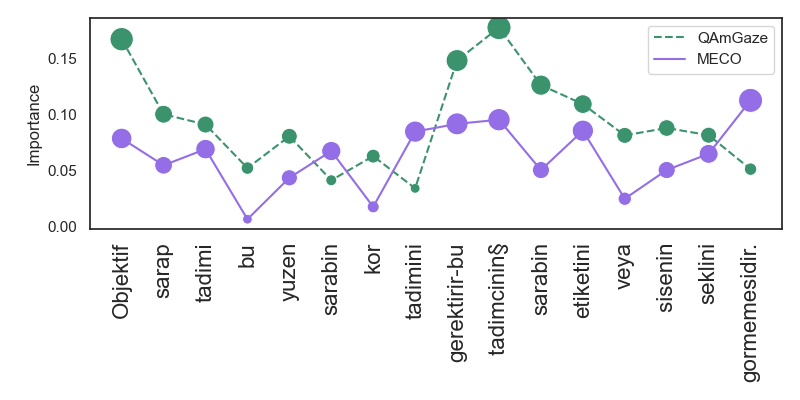 QAmGaze
MECO
Importance
0.15
0.10
0.05
0.00
Objektif
sarap
tadimi
bu
yuzen
sarabin
kor
tadimini
gerektirir-bu
tadimcinin§
sarabin
etiketini
veya
sisenin
seklini
gormemesidir.